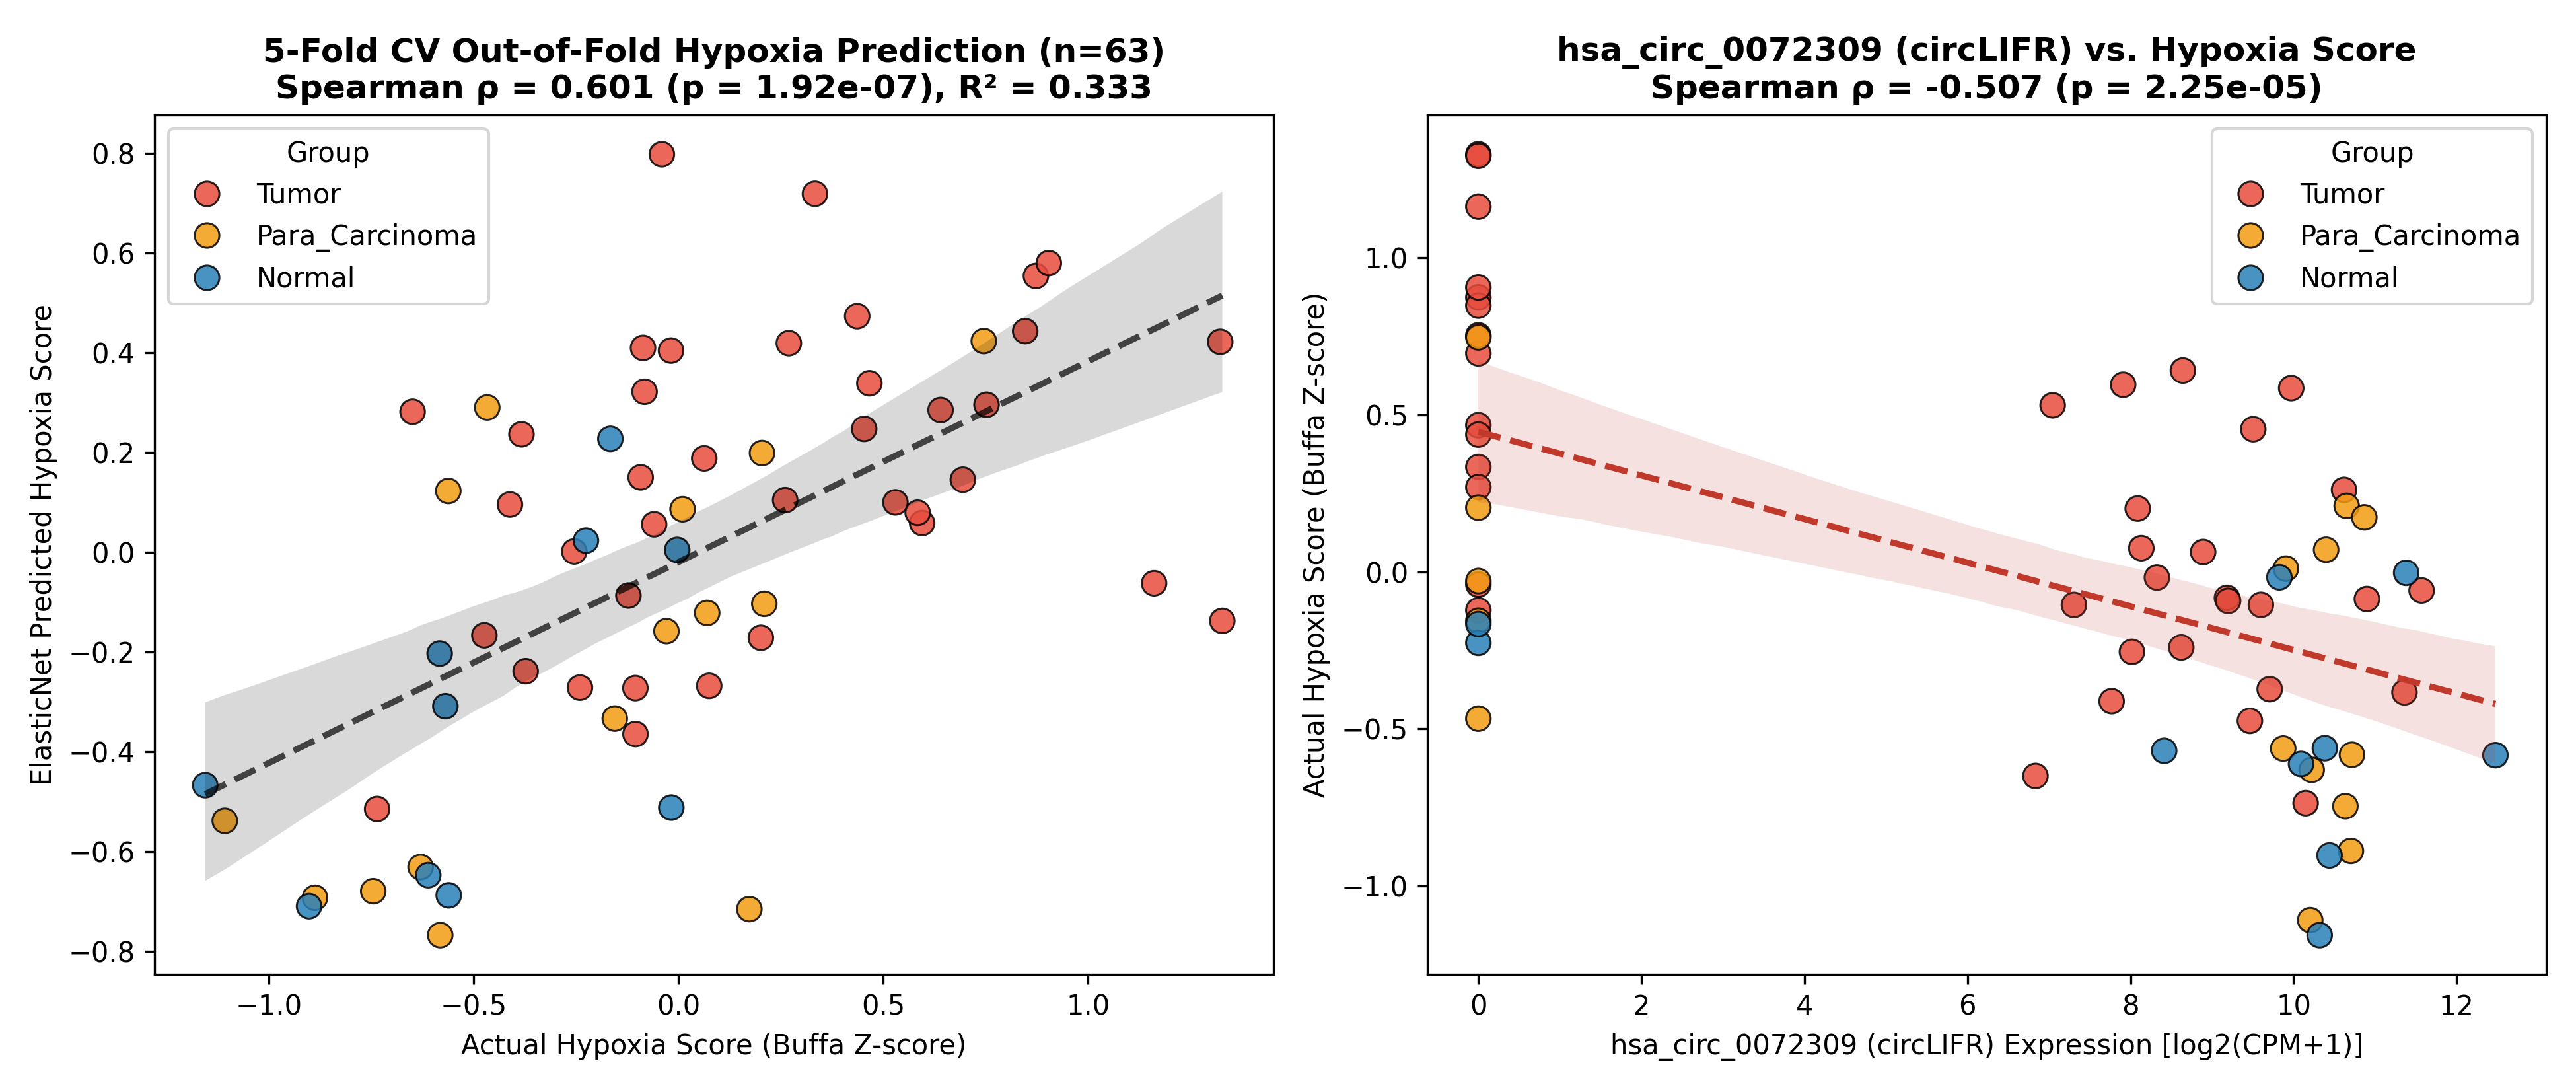 5-Fold CV Out-of-Fold Hypoxia Prediction (n=63)
Spearman ρ = 0.601 (p = 1.92e-07), R² = 0.333
Group
Tumor
Para_Carcinoma
Normal
0.8
0.6
0.4
0.2
0.0
−0.2
−0.4
−0.6
−0.8
ElasticNet Predicted Hypoxia Score
−1.0
−0.5
0.0
0.5
1.0
Actual Hypoxia Score (Buffa Z-score)
hsa_circ_0072309 (circLIFR) vs. Hypoxia Score
Spearman ρ = -0.507 (p = 2.25e-05)
Group
Tumor
Para_Carcinoma
Normal
1.0
0.5
0.0
−0.5
−1.0
Actual Hypoxia Score (Buffa Z-score)
0
2
4
6
8
10
12
hsa_circ_0072309 (circLIFR) Expression [log2(CPM+1)]